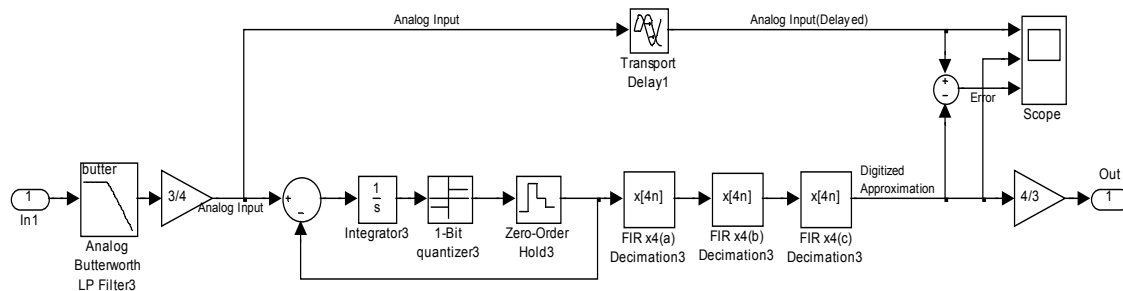 Analog Input
Analog Input(Delayed)
Transport
Delay1
Error
Scope
1
In1
butter
Analog
Butterworth
LP Filter3
3/4
Analog Input
1
s
Integrator3
1-Bit
quantizer3
Zero-Order
Hold3
x[4n]
FIR x4(a)
Decimation3
x[4n]
FIR x4(b)
Decimation3
x[4n]
FIR x4(c)
Decimation3
Digitized
Approximation
4/3
Out
1